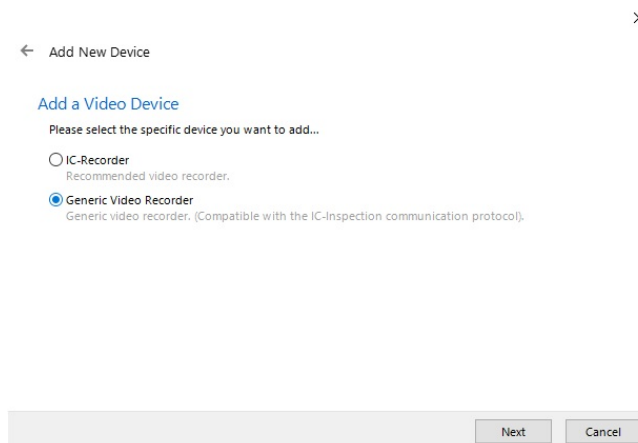 Add New Device
Add a Video Device
Please select the specific device you want to add...
IC-Recorder
Recommended video recorder.
Generic Video Recorder
Generic video recorder. (Compatible with the IC-Inspection communication protocol).
Next Cancel